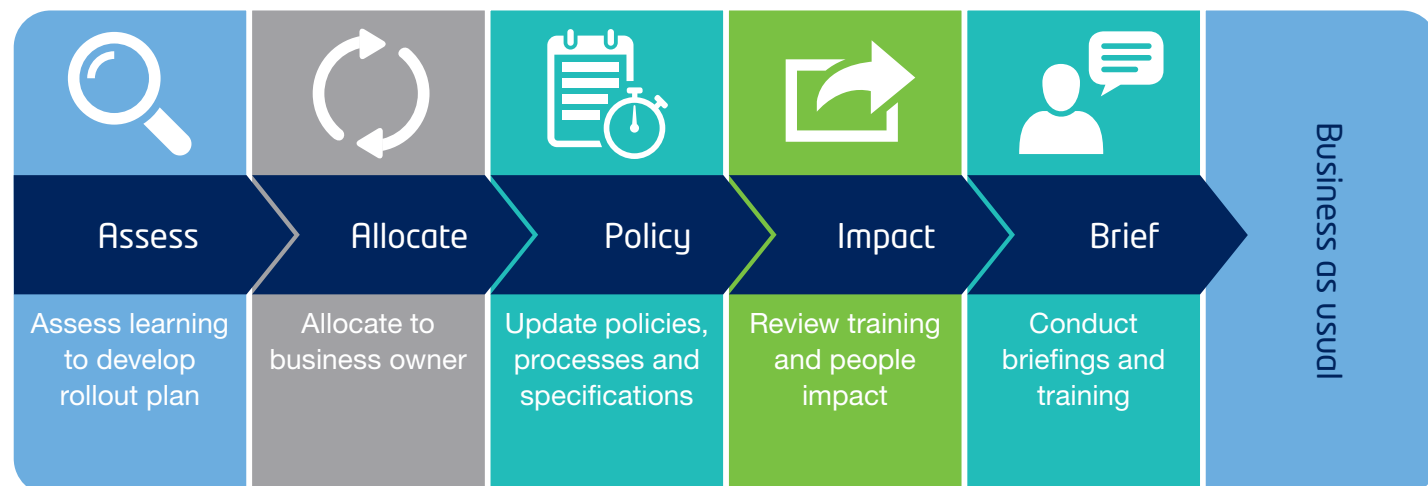 Assess
Allocate
Policy
Impact
Brief
Assess learning
to develop
rollout plan
Allocate to
business owner
Update policies,
processes and
specifications
Review training
and people
impact
Conduct
briefings and
training
Business as usual